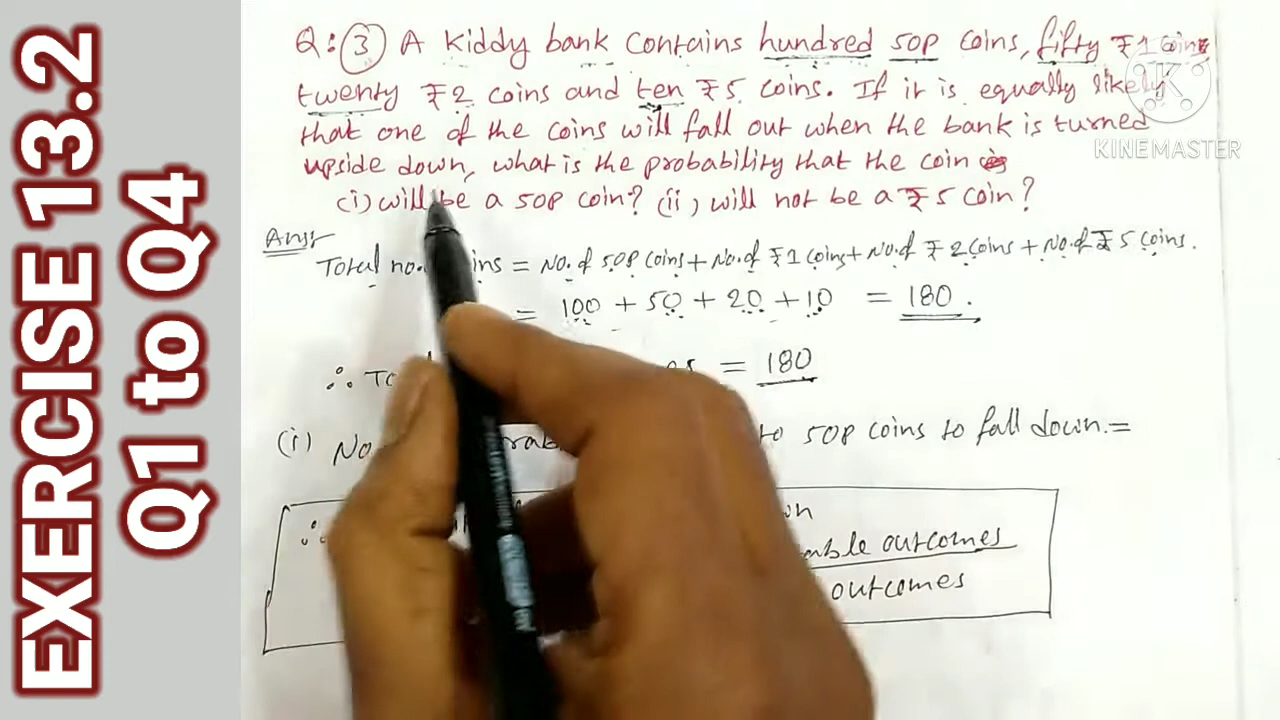 EXERCISE 13.2
Q1 to Q4
Q:(3) A Kiddy bank contains hundred 50P coins, fifty ₹1 coins
twenty ₹2 coins and ten ₹5 coins. If it is equally likely
that one of the coins will fall out when the bank is turned
upside down, what is the probability that the coin
(i) will be a 50P coin? (ii) will not be a ₹5 coin?
Ans:
Total no. = No. of 50P coins + No. of ₹1 coins + No. of ₹2 coins + No. of ₹5 coins.
= 100 + 50 + 20 + 10 = 180.
∴ = 180
(i) No to 50P coins to fall down. =
∴
outcomes
outcomes
KINEMASTER